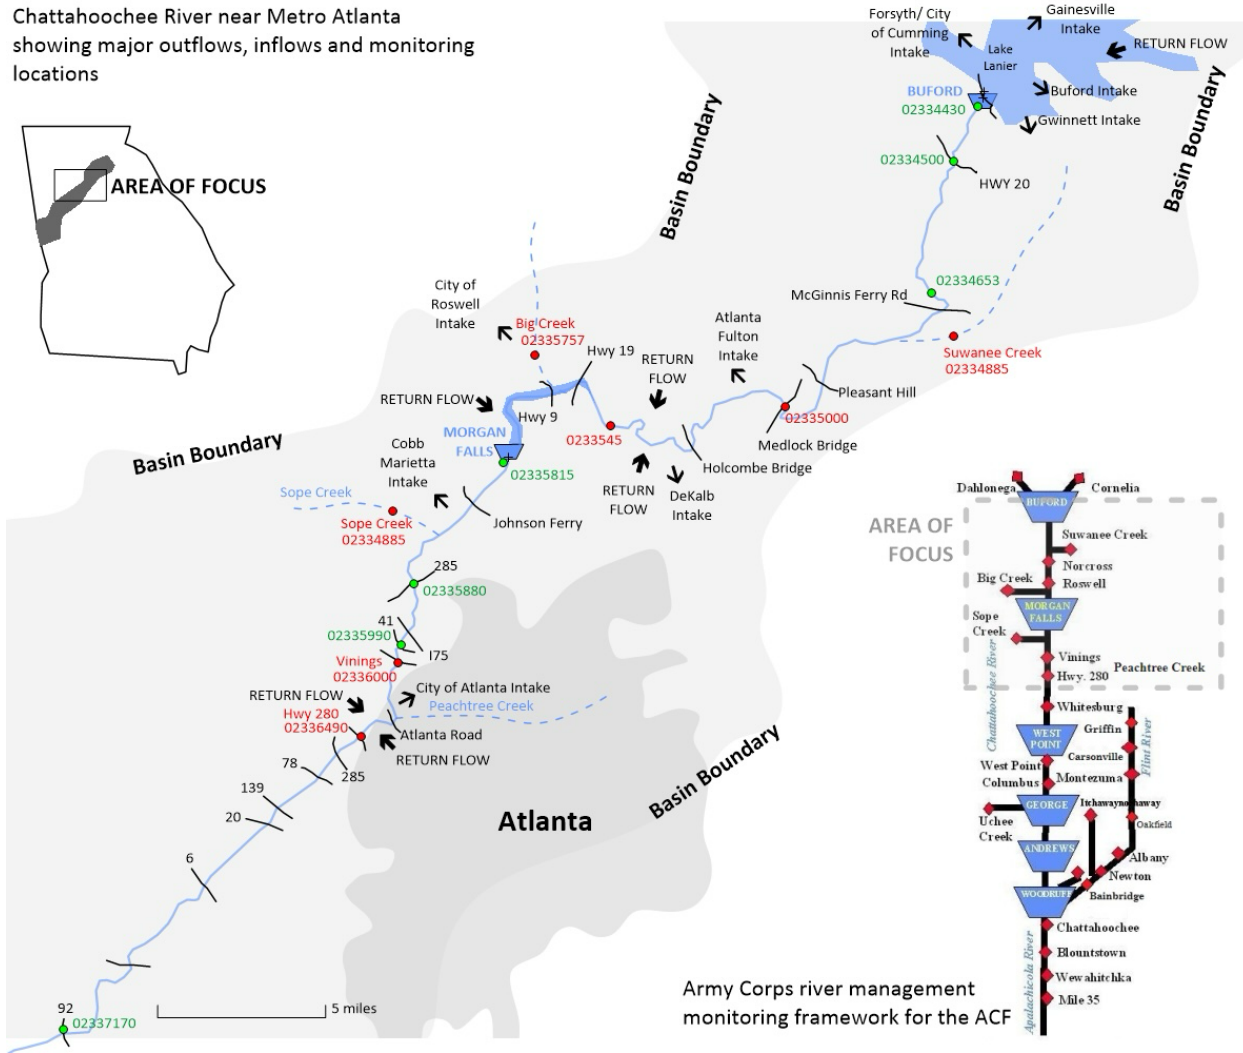 Chattahoochee River near Metro Atlanta
showing major outflows, inflows and monitoring
locations
AREA OF FOCUS
Forsyth/ City
of Cumming
Intake
Gainesville
Intake
Lake
Lanier
RETURN FLOW
BUFORD
02334430
Buford Intake
Gwinnett Intake
02334500
HWY 20
Basin Boundary
Basin Boundary
02334653
McGinnis Ferry Rd
Suwanee Creek
02334885
City of
Roswell
Intake
Big Creek
02335757
Hwy 19
RETURN
FLOW
Atlanta
Fulton
Intake
Pleasant Hill
02335000
Medlock Bridge
RETURN FLOW
Hwy 9
0233545
Holcombe Bridge
MORGAN
FALLS
02335815
RETURN
FLOW
DeKalb
Intake
Basin Boundary
Cobb
Marietta
Intake
Johnson Ferry
Sope Creek
Sope Creek
02334885
285
02335880
41
02335990
I75
Vinings
02336000
City of Atlanta Intake
Peachtree Creek
RETURN FLOW
Hwy 280
02336490
Atlanta Road
RETURN FLOW
285
78
139
20
6
92
02337170
5 miles
Atlanta
Basin Boundary
AREA OF
FOCUS
Dahlonega
Cornelia
BUFORD
Suwanee Creek
Norcross
Big Creek
Roswell
MORGAN
FALLS
Sope
Creek
Vinings
Hwy. 280
Peachtree Creek
Chattahoochee River
Whitesburg
Griffin
WEST
POINT
Flint River
Carsonville
West Point
Columbus
Montezuma
GEORGE
Uchee
Creek
Oakfield
ANDREWS
Albany
Newton
WOODRUFF
Bainbridge
Chattahoochee
Blountstown
Wewahitchka
Mile 35
Apalachicola River
Army Corps river management
monitoring framework for the ACF